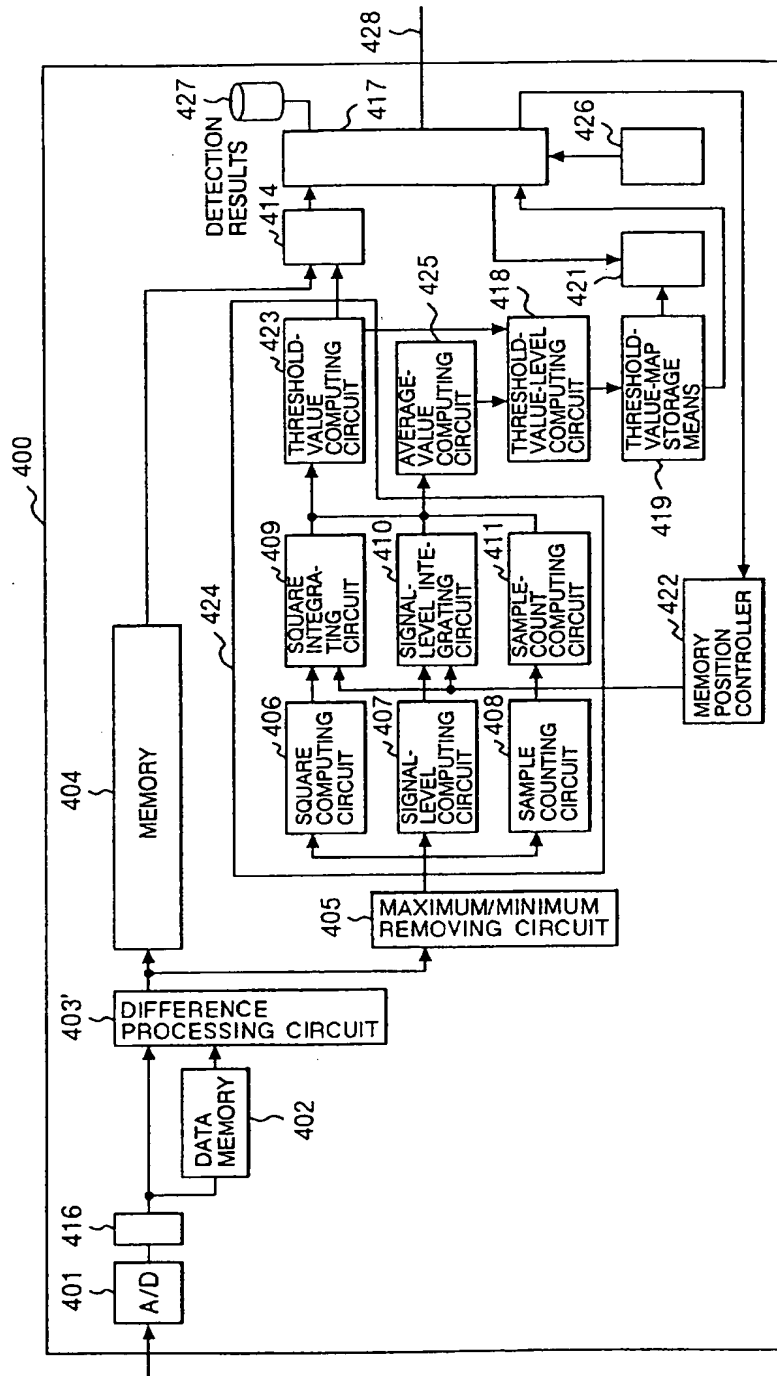 400
401
A/D
416
DATA
MEMORY
402
403'
DIFFERENCE
PROCESSING CIRCUIT
404
MEMORY
405
MAXIMUM/MINIMUM
REMOVING CIRCUIT
424
406
SQUARE
COMPUTING
CIRCUIT
407
SIGNAL-
LEVEL
COMPUTING
CIRCUIT
408
SAMPLE
COUNTING
CIRCUIT
409
SQUARE
INTEGRA-
TING
CIRCUIT
410
SIGNAL-
LEVEL INTE-
GRATING
CIRCUIT
411
SAMPLE-
COUNT
COMPUTING
CIRCUIT
422
MEMORY
POSITION
CONTROLLER
423
THRESHOLD-
VALUE
COMPUTING
CIRCUIT
425
AVERAGE-
VALUE
COMPUTING
CIRCUIT
418
THRESHOLD-
VALUE-LEVEL
COMPUTING
CIRCUIT
419
THRESHOLD-
VALUE-MAP
STORAGE
MEANS
414
421
DETECTION
RESULTS
427
417
426
428